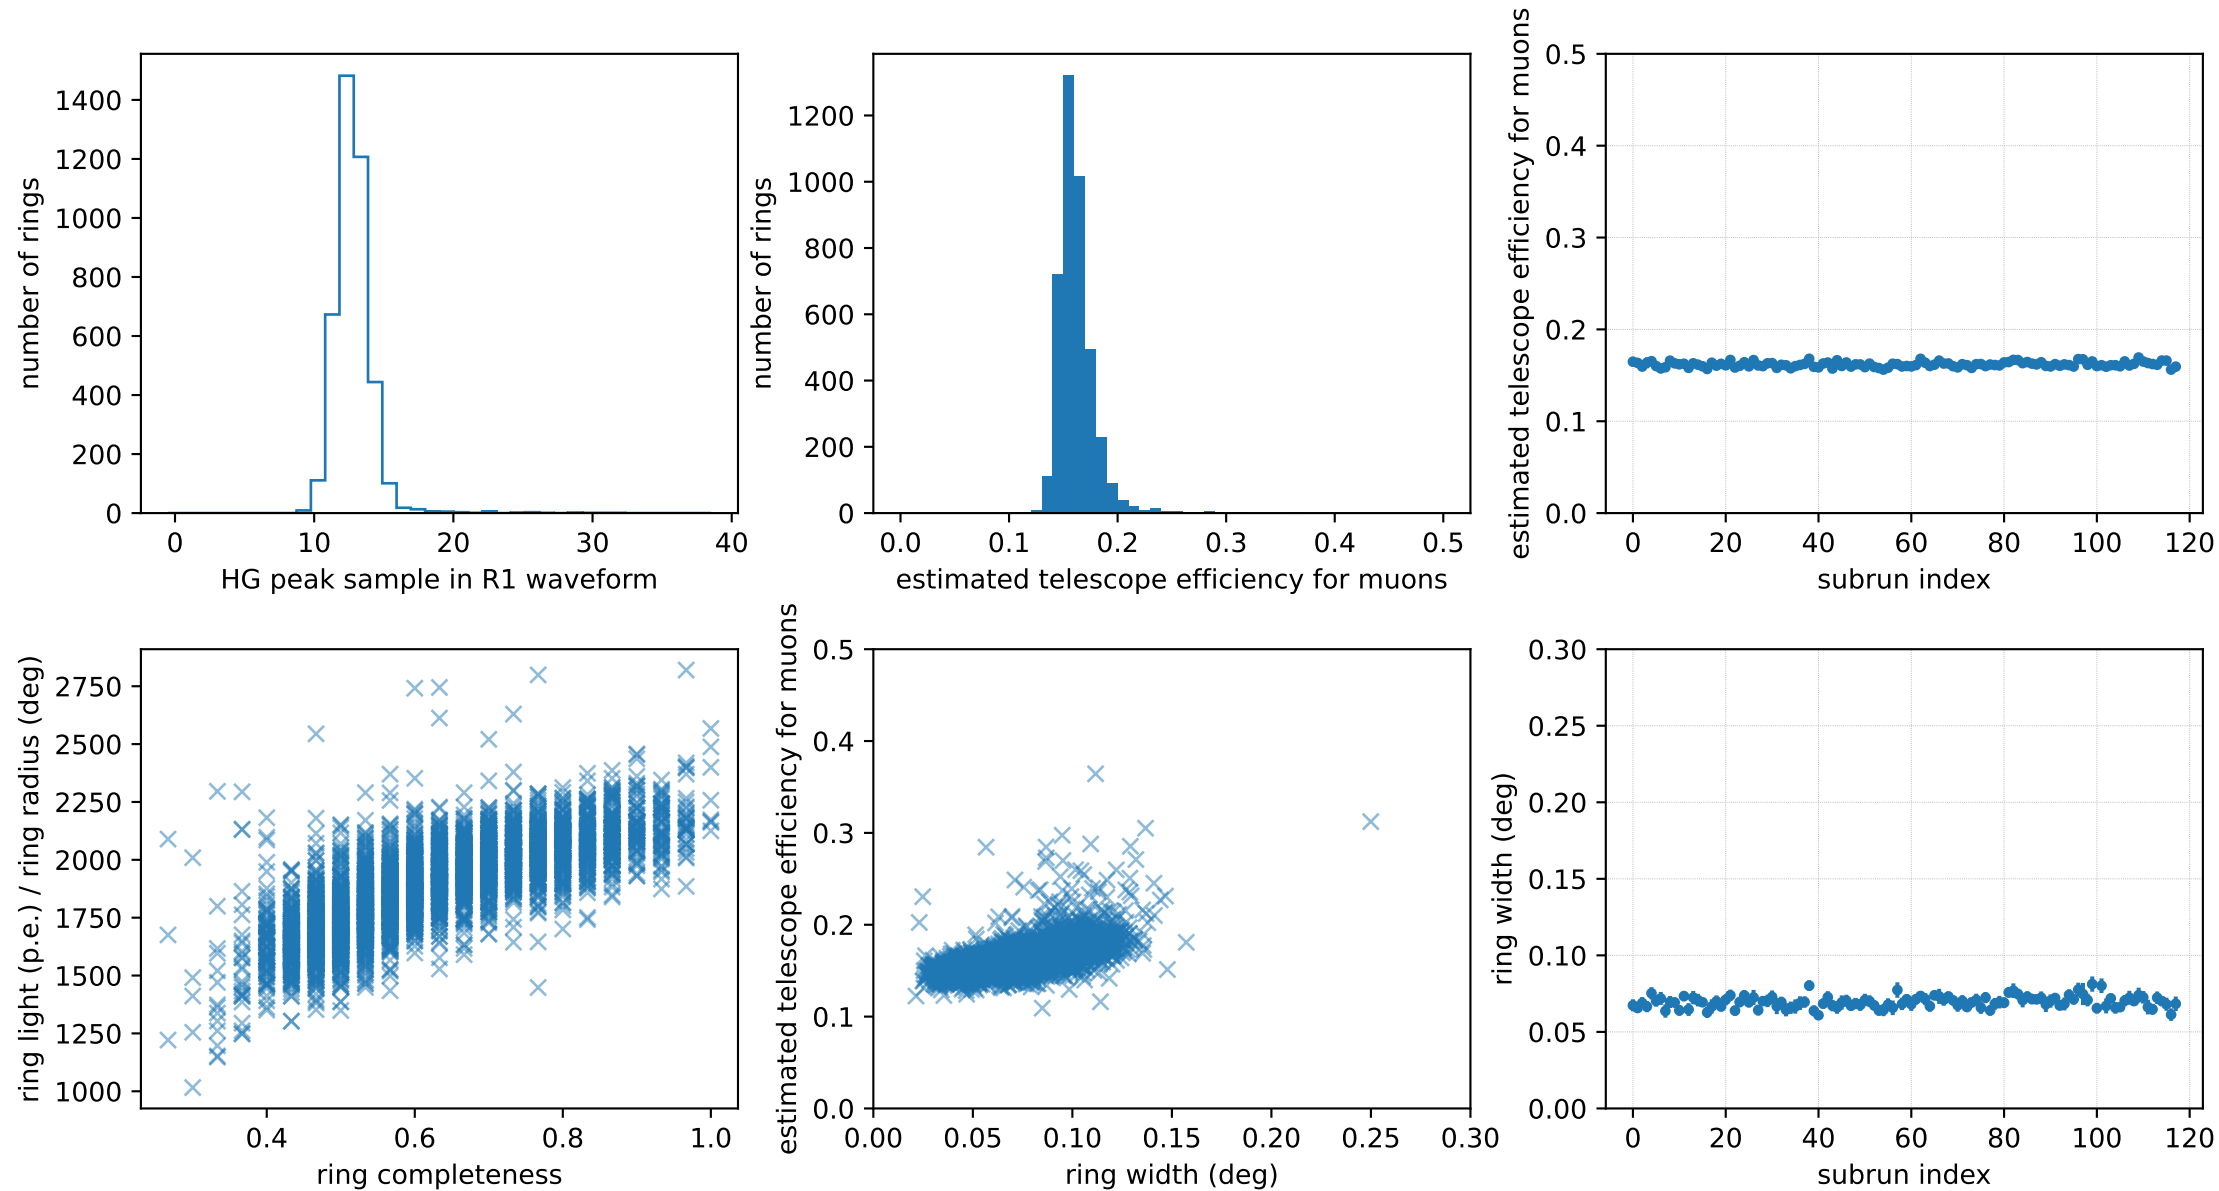 number of rings
0
200
400
600
800
1000
1200
1400
0 10 20 30 40
HG peak sample in R1 waveform
number of rings
0
200
400
600
800
1000
1200
0.0 0.1 0.2 0.3 0.4 0.5
estimated telescope efficiency for muons
estimated telescope efficiency for muons
0.5
0.4
0.3
0.2
0.1
0.0
0 20 40 60 80 100 120
subrun index
ring light (p.e.) / ring radius (deg)
2750
2500
2250
2000
1750
1500
1250
1000
0.4 0.6 0.8 1.0
ring completeness
estimated telescope efficiency for muons
0.5
0.4
0.3
0.2
0.1
0.0
0.00 0.05 0.10 0.15 0.20 0.25 0.30
ring width (deg)
ring width (deg)
0.30
0.25
0.20
0.15
0.10
0.05
0.00
0 20 40 60 80 100 120
subrun index